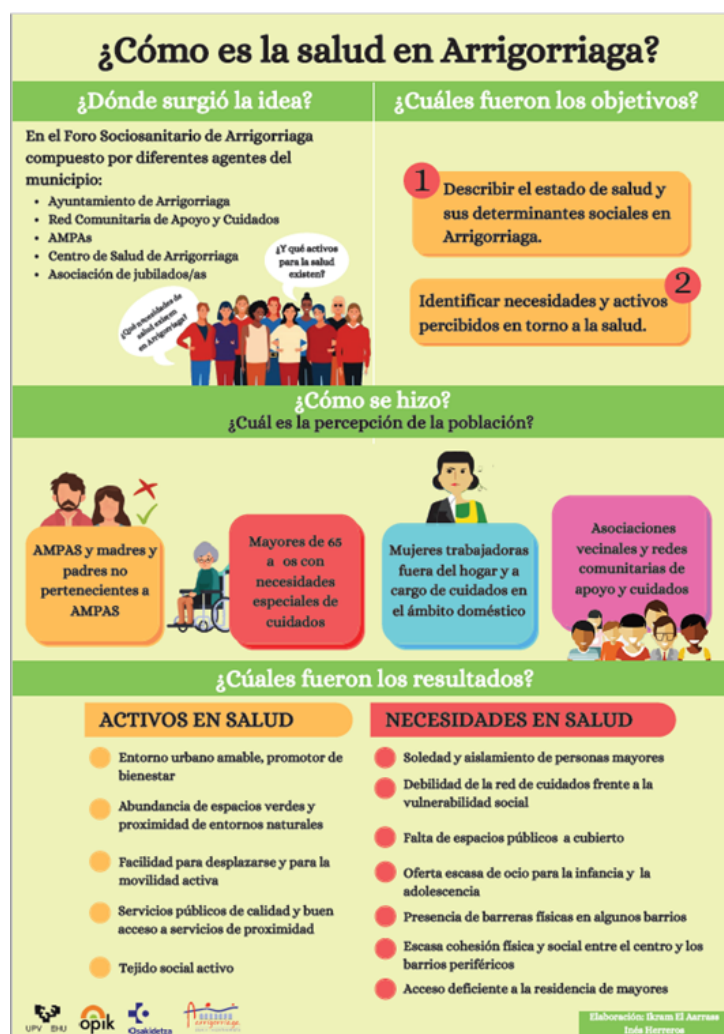 ¿Cómo es la salud en Arrigorriaga?
¿Dónde surgió la idea?
En el Foro Sociosanitario de Arrigorriaga
compuesto por diferentes agentes del
municipio:
Ayuntamiento de Arrigorriaga
Red Comunitaria de Apoyo y Cuidados
AMPAs
Centro de Salud de Arrigorriaga
Asociación de jubilados/as
¿Qué necesidades de
salud existen
en Arrigorriaga?
¿Y qué activos
para la salud
existen?
¿Cuáles fueron los objetivos?
1
Describir el estado de salud y
sus determinantes sociales en
Arrigorriaga.
2
Identificar necesidades y activos
percibidos en torno a la salud.
¿Cómo se hizo?
¿Cuál es la percepción de la población?
AMPAS y madres y
padres no
pertenecientes a
AMPAS
Mayores de 65
a os con
necesidades
especiales de
cuidados
Mujeres trabajadoras
fuera del hogar y a
cargo de cuidados en
el ámbito doméstico
Asociaciones
vecinales y redes
comunitarias de
apoyo y cuidados
¿Cúales fueron los resultados?
ACTIVOS EN SALUD
Entorno urbano amable, promotor de
bienestar
Abundancia de espacios verdes y
proximidad de entornos naturales
Facilidad para desplazarse y para la
movilidad activa
Servicios públicos de calidad y buen
acceso a servicios de proximidad
Tejido social activo
NECESIDADES EN SALUD
Soledad y aislamiento de personas mayores
Debilidad de la red de cuidados frente a la
vulnerabilidad social
Falta de espacios públicos a cubierto
Oferta escasa de ocio para la infancia y la
adolescencia
Presencia de barreras físicas en algunos barrios
Escasa cohesión física y social entre el centro y los
barrios periféricos
Acceso deficiente a la residencia de mayores
UPV EHU
opik
Osakidetza
arrigorriaga
Elaboración: Ikram El Aarrass
Inés Herreros